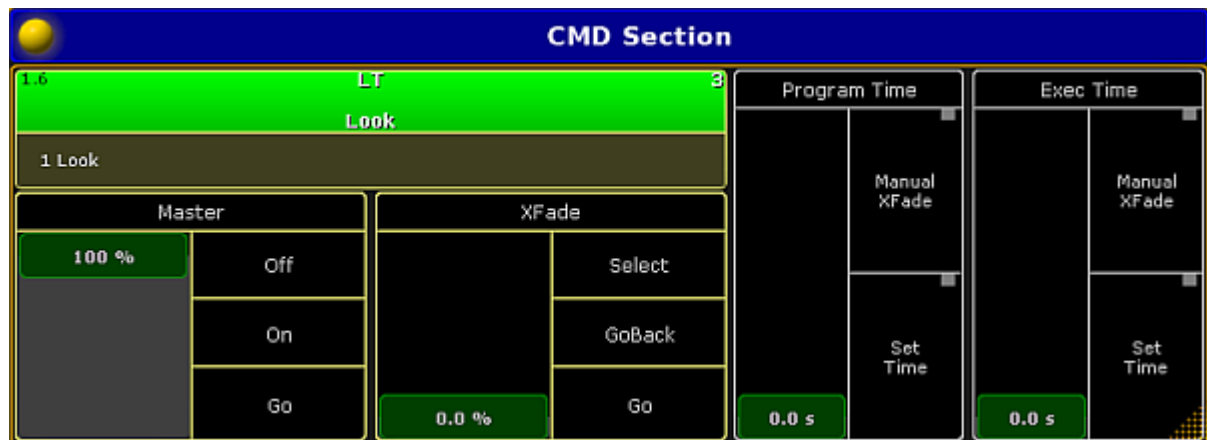 CMD Section
1.6 LT 3
Look
1 Look
Master
100 %
Off
On
Go
XFade
0.0 %
Select
GoBack
Go
Program Time
Manual
XFade
Set
Time
0.0 s
Exec Time
Manual
XFade
Set
Time
0.0 s